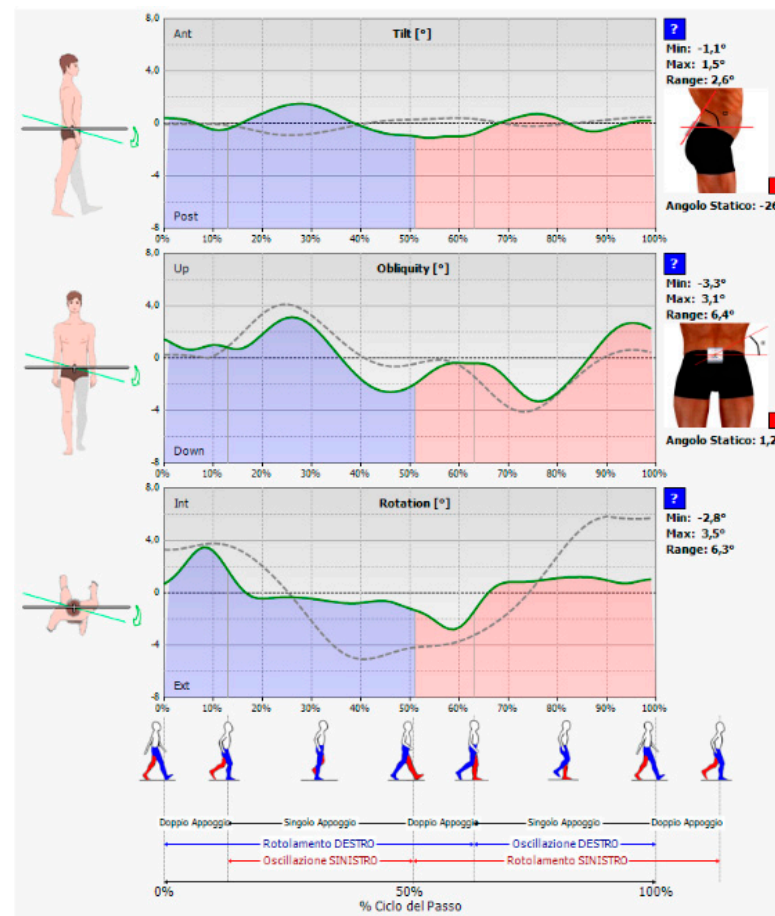 8.0 Ant Tilt [°] ?
4.0
0
-4
-8 Post
0% 10% 20% 30% 40% 50% 60% 70% 80% 90% 100%
Min: -1,1°
Max: 1,5°
Range: 2,6°
Angolo Statico: -26
8.0 Up Obliquity [°] ?
4.0
0
-4
-8 Down
0% 10% 20% 30% 40% 50% 60% 70% 80% 90% 100%
Min: -3,3°
Max: 3,1°
Range: 6,4°
Angolo Statico: 1,2
8.0 Int Rotation [°] ?
4.0
0
-4
-8 Ext
0% 10% 20% 30% 40% 50% 60% 70% 80% 90% 100%
Min: -2,8°
Max: 3,5°
Range: 6,3°
Doppio Appoggio Singolo Appoggio Doppio Appoggio Singolo Appoggio Doppio Appoggio
Rotolamento DESTRO Oscillazione DESTRO
Oscillazione SINISTRO Rotolamento SINISTRO
0% 50% 100%
% Ciclo del Passo